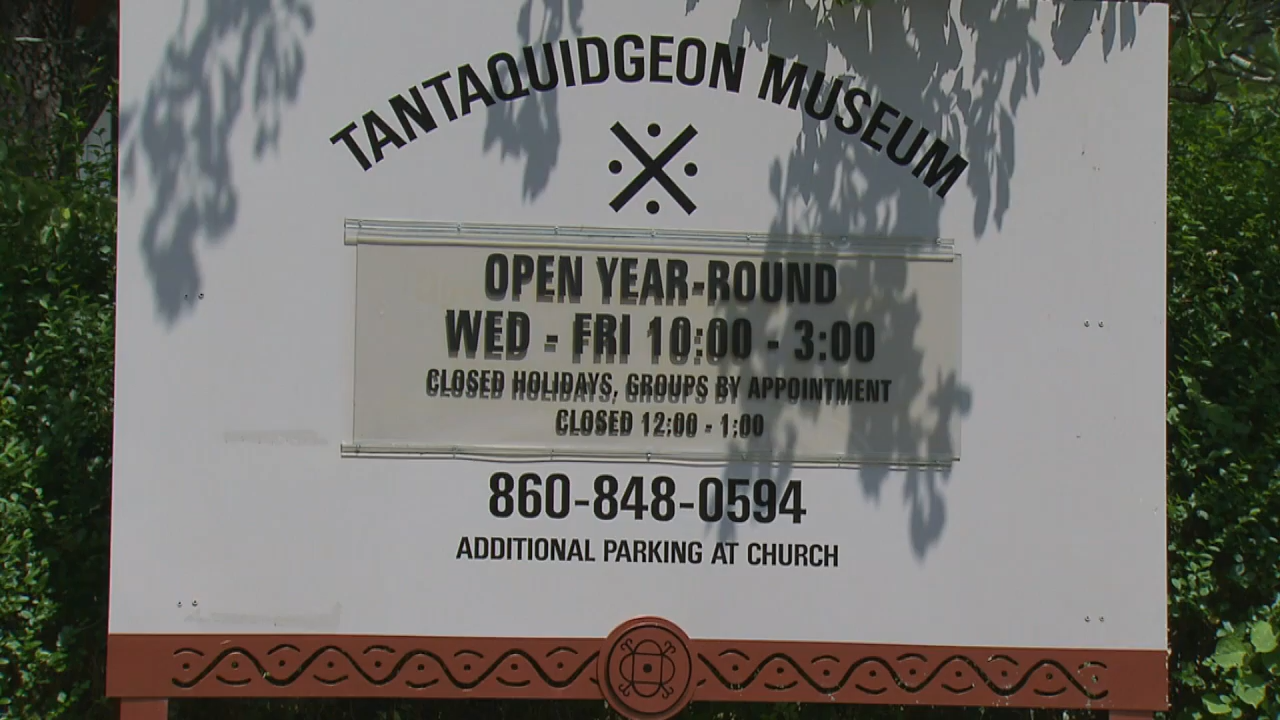 TANTAQUIDGEON MUSEUM
OPEN YEAR-ROUND
WED - FRI 10:00 - 3:00
CLOSED HOLIDAYS, GROUPS BY APPOINTMENT
CLOSED 12:00 - 1:00
860-848-0594
ADDITIONAL PARKING AT CHURCH